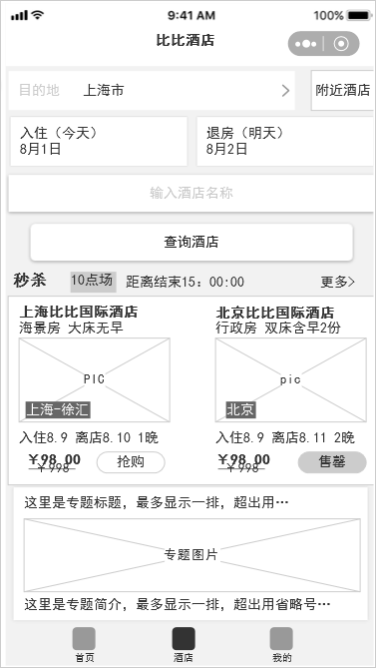 9:41 AM 100%
比比酒店
目的地 上海市 附近酒店
入住（今天） 退房（明天）
8月1日 8月2日
输入酒店名称
查询酒店
秒杀 10点场 距离结束15：00:00 更多>
上海比比国际酒店 北京比比国际酒店
海景房 大床无早 行政房 双床含早2份
PIC pic
上海-徐汇 北京
入住8.9 离店8.10 1晚 入住8.9 离店8.11 2晚
￥98.00 抢购 ￥98.00 售罄
￥998 ￥998
这里是专题标题，最多显示一排，超出用…
专题图片
这里是专题简介，最多显示一排，超出用省略号…
首页 酒店 我的